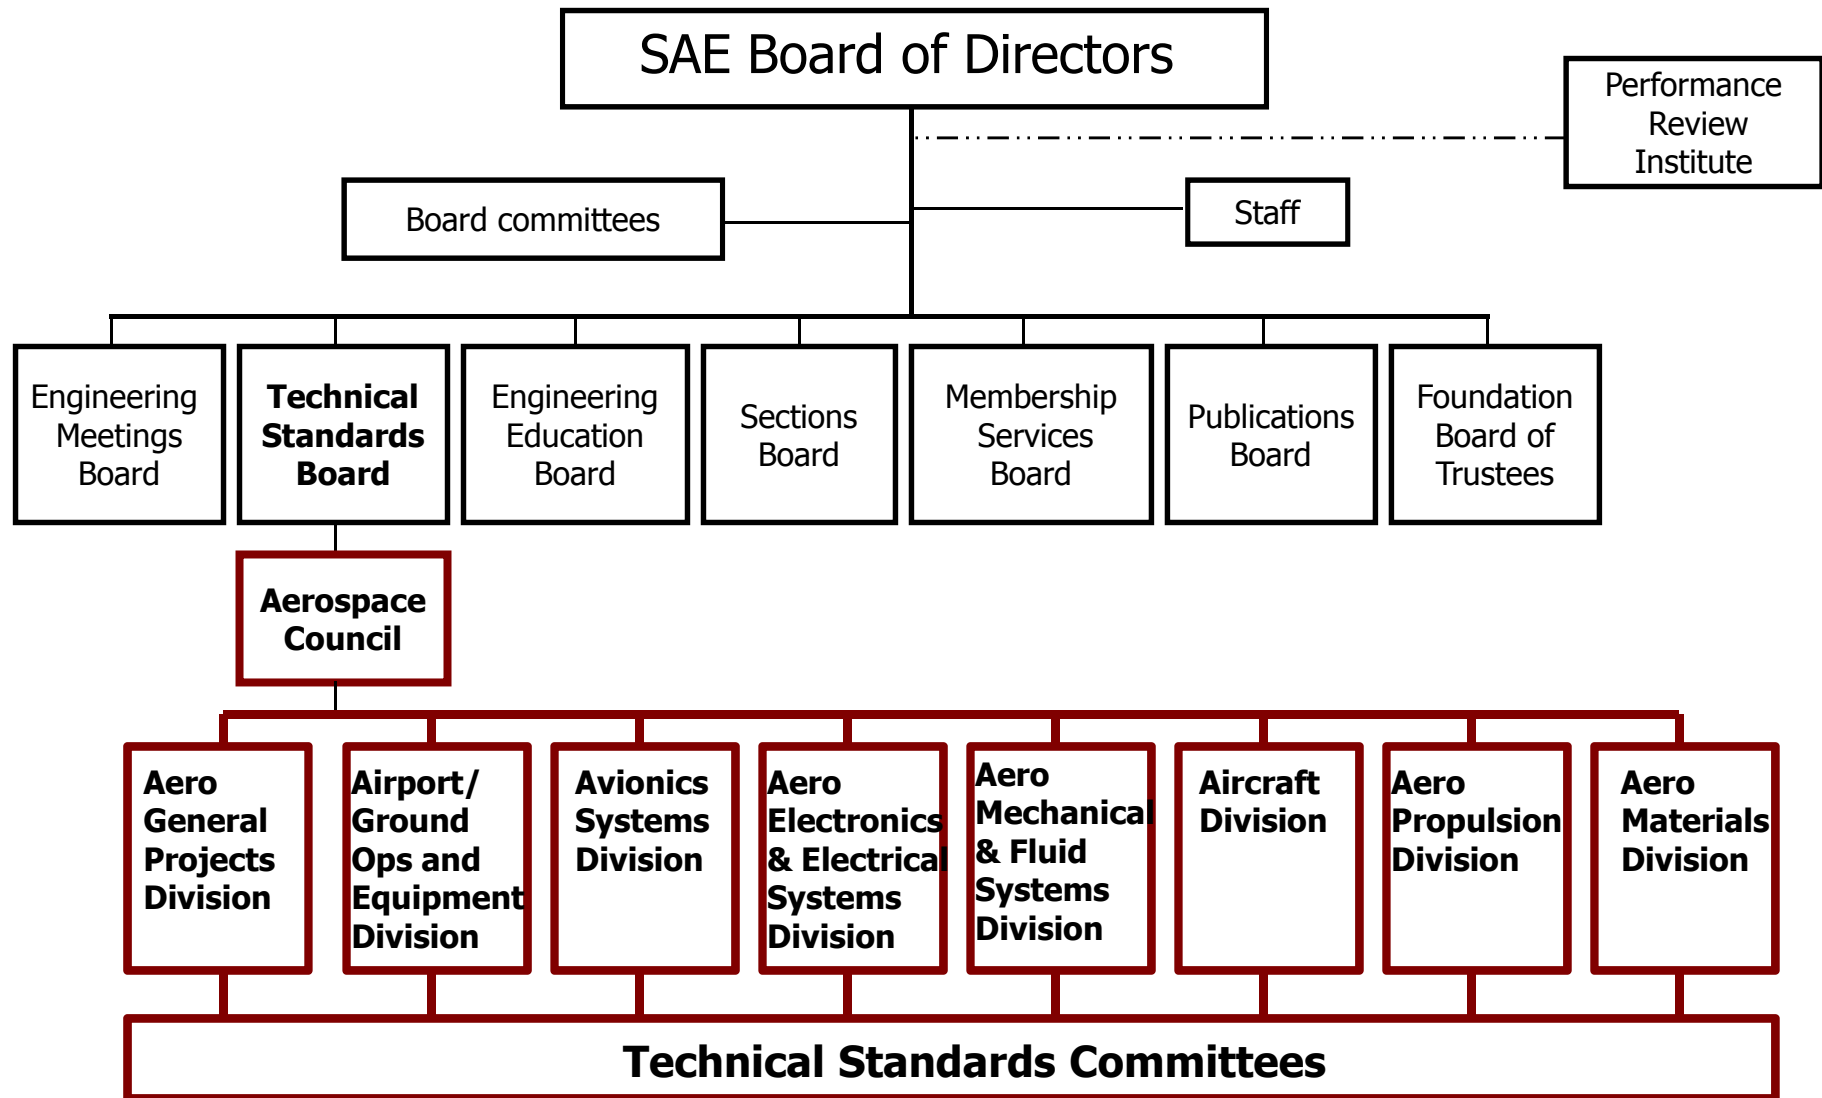 SAE Board of Directors
Performance
Review
Institute
Board committees
Staff
Engineering
Meetings
Board
Technical
Standards
Board
Engineering
Education
Board
Sections
Board
Membership
Services
Board
Publications
Board
Foundation
Board of
Trustees
Aerospace
Council
Aero
General
Projects
Division
Airport/
Ground
Ops and
Equipment
Division
Avionics
Systems
Division
Aero
Electronics
& Electrical
Systems
Division
Aero
Mechanical
& Fluid
Systems
Division
Aircraft
Division
Aero
Propulsion
Division
Aero
Materials
Division
Technical Standards Committees